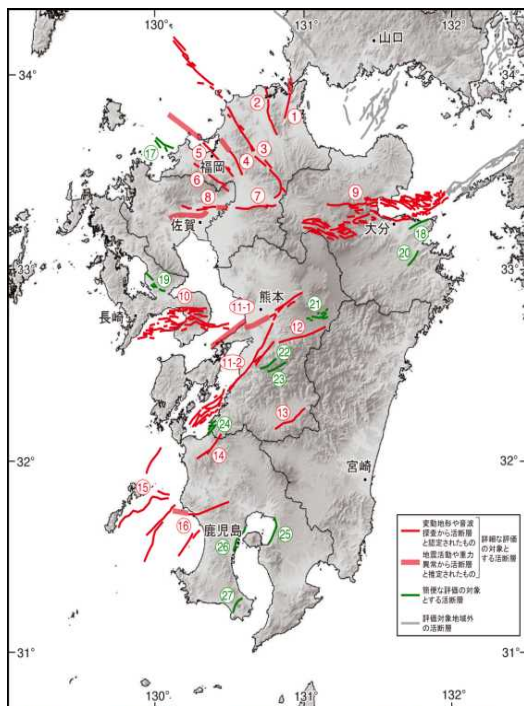 130°
131°
132°
山口
34°
34°
②
①
③
⑰
⑤
福岡
④
⑥
⑦
⑧
⑨
佐賀
大分
⑱
33°
33°
⑳
⑲
熊本
11-1
㉑
⑩
長崎
⑫
㉒
11-2
㉓
⑬
㉔
32°
⑭
32°
宮崎
⑮
⑯
鹿児島
㉕
㉖
㉗
変動地形や音波
探査から活断層
と認定されたもの
地震活動や重力
異常から活断層
と推定されたもの
詳細な評価
の対象と
する活断層
簡便な評価の対象
とする活断層
評価対象地域外
の活断層
31°
31°
130°
131°
132°